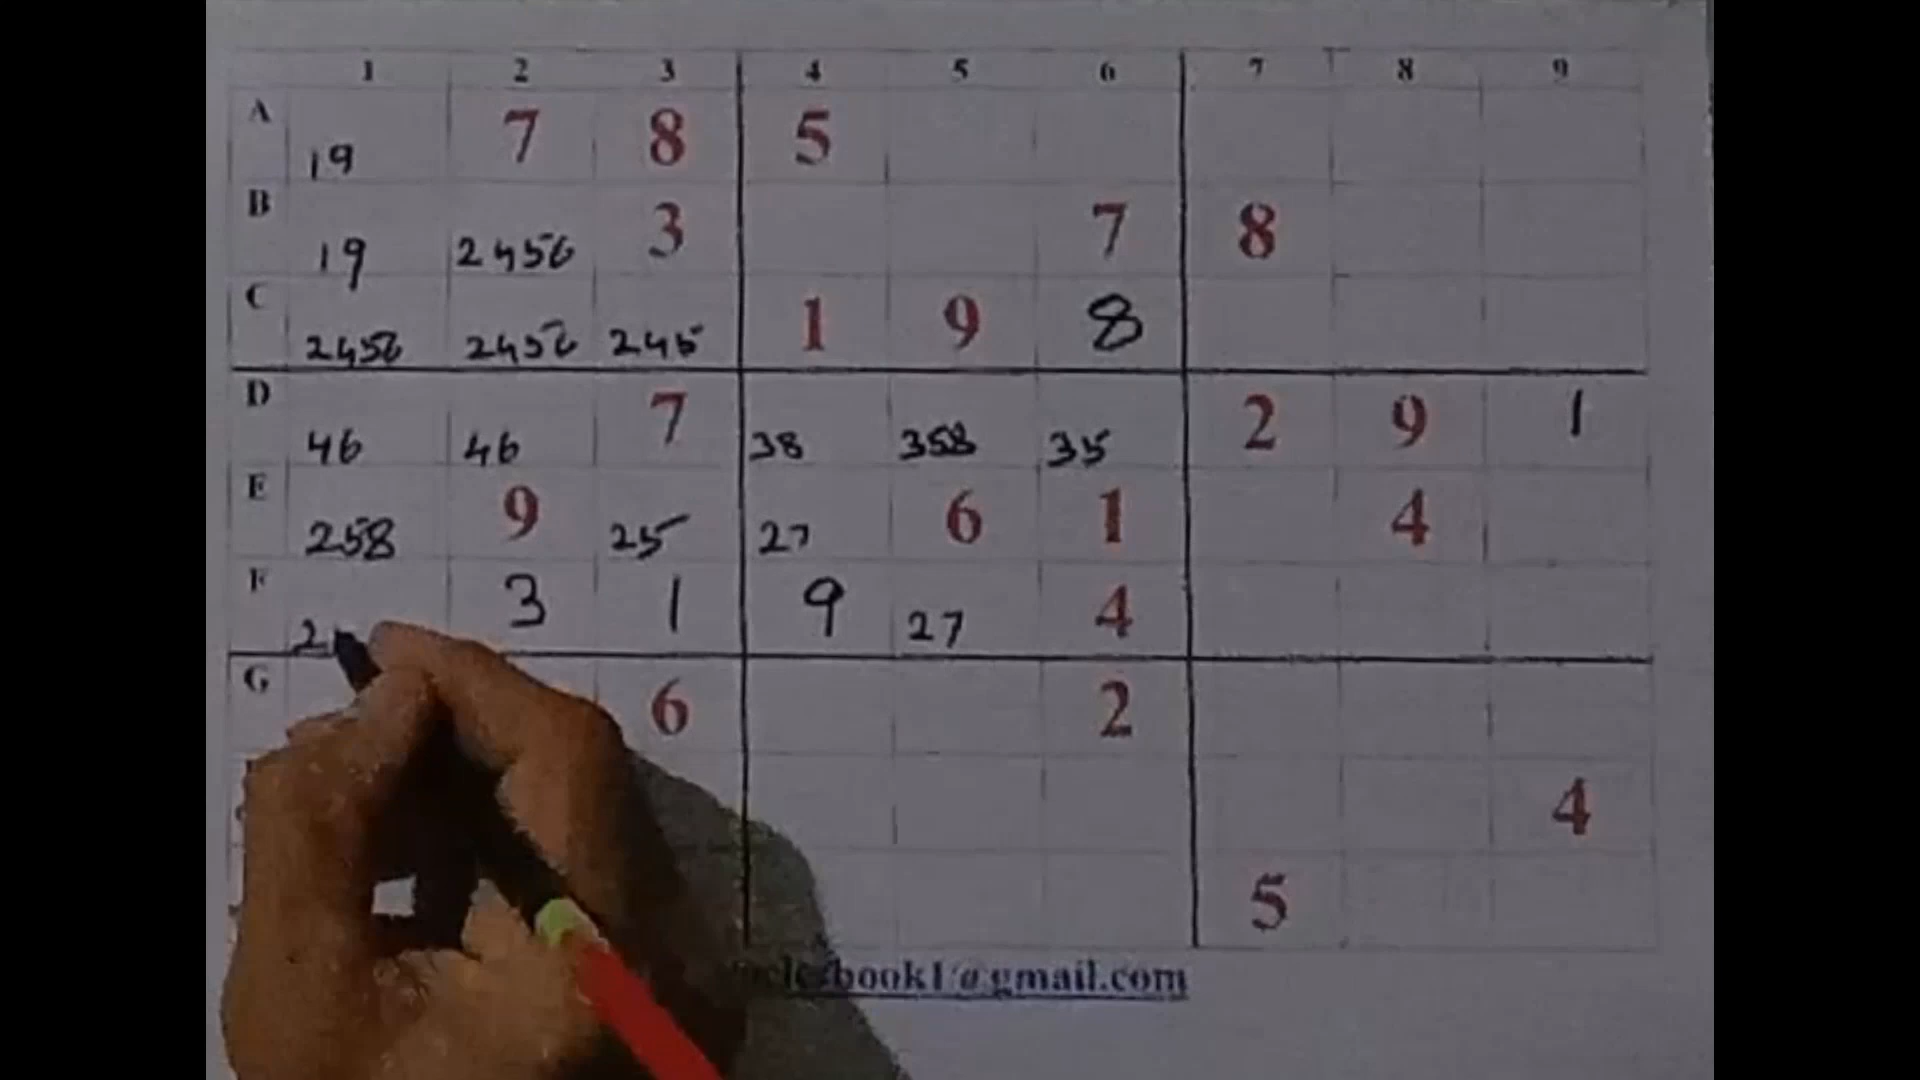 1 2 3 4 5 6 7 8 9
A 19 7 8 5
B 19 2456 3 7 8
C 2456 2456 245 1 9 8
D 46 46 7 38 358 35 2 9 1
E 258 9 25 27 6 1 4
F 3 1 9 27 4
G 6 2
4
5
book1@gmail.com